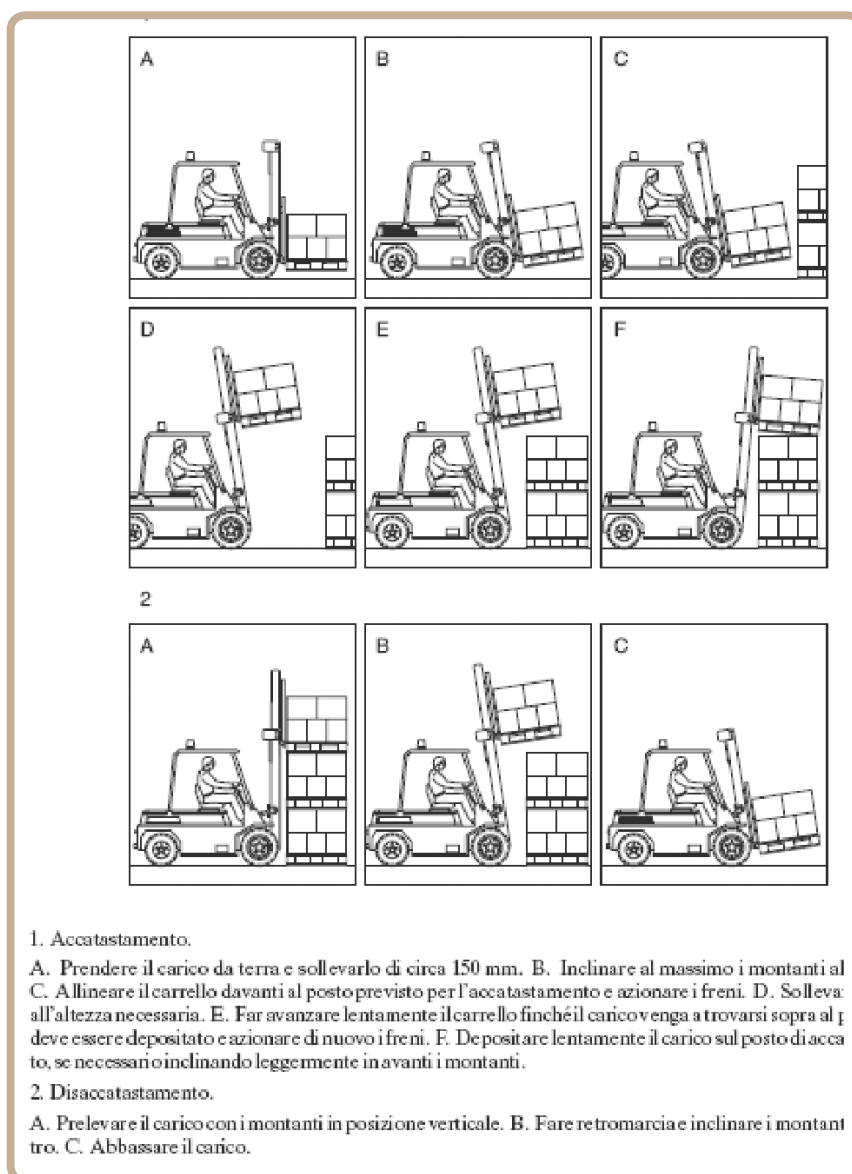 A B C
D E F
2
A B C
1. Accatastamento.
A. Prendere il carico da terra e sollevarlo di circa 150 mm. B. Inclinare al massimo i montanti al
C. Allineare il carrello davanti al posto previsto per l'accatastamento e azionare i freni. D. Solleva
all'altezza necessaria. E. Far avanzare lentamente il carrello finché il carico venga a trovarsi sopra al
deve essere depositato e azionare di nuovo i freni. F. Depositare lentamente il carico sul posto di acca
to, se necessario inclinando leggermente in avanti i montanti.
2. Disaccatastamento.
A. Prelevare il carico con i montanti in posizione verticale. B. Fare retromarcia e inclinare i montant
tro. C. Abbassare il carico.